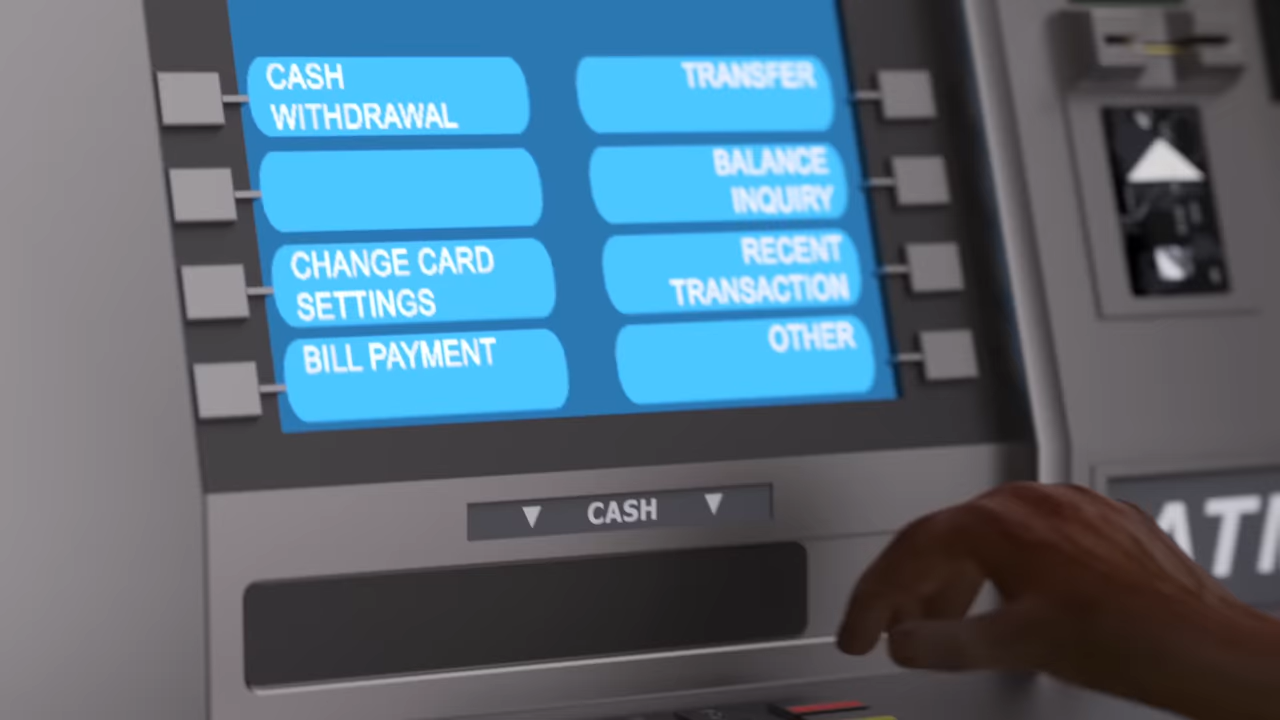 CASH
WITHDRAWAL
CHANGE CARD
SETTINGS
BILL PAYMENT
TRANSFER
BALANCE
INQUIRY
RECENT
TRANSACTION
OTHER
CASH